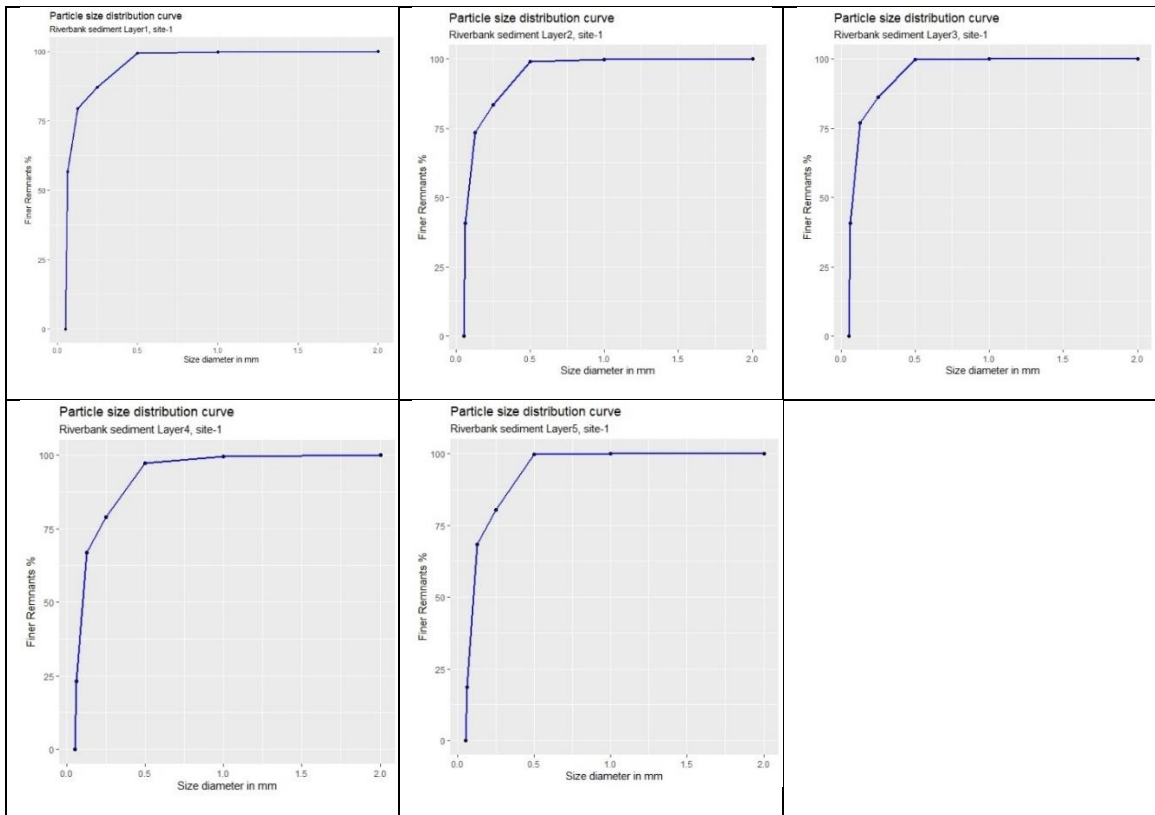 Particle size distribution curve
Riverbank sediment Layer1, site-1
100
75
50
25
0
Finer Remnants %
0.0 0.5 1.0 1.5 2.0
Size diameter in mm
Particle size distribution curve
Riverbank sediment Layer2, site-1
100
75
50
25
0
Finer Remnants %
0.0 0.5 1.0 1.5 2.0
Size diameter in mm
Particle size distribution curve
Riverbank sediment Layer3, site-1
100
75
50
25
0
Finer Remnants %
0.0 0.5 1.0 1.5 2.0
Size diameter in mm
Particle size distribution curve
Riverbank sediment Layer4, site-1
100
75
50
25
0
Finer Remnants %
0.0 0.5 1.0 1.5 2.0
Size diameter in mm
Particle size distribution curve
Riverbank sediment Layer5, site-1
100
75
50
25
0
Finer Remnants %
0.0 0.5 1.0 1.5 2.0
Size diameter in mm